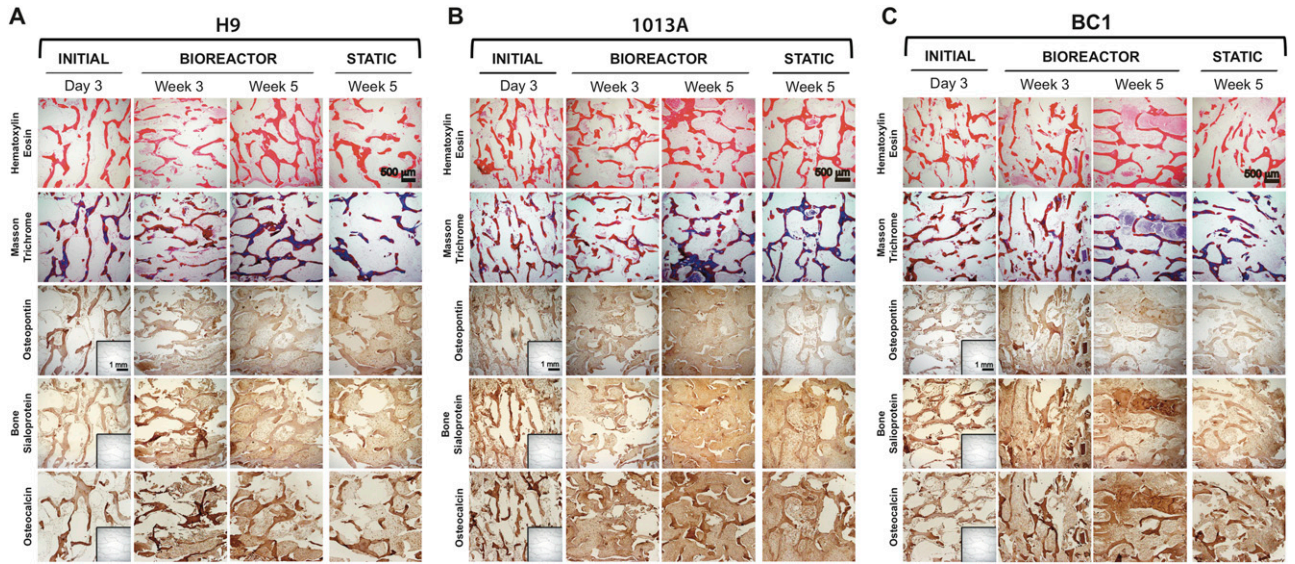 A
H9
INITIAL BIOREACTOR STATIC
Day 3 Week 3 Week 5 Week 5
Hematoxylin
Eosin
500 µm
Masson
Trichrome
Osteopontin
1 mm
Bone
Sialoprotein
Osteocalcin
B
1013A
INITIAL BIOREACTOR STATIC
Day 3 Week 3 Week 5 Week 5
Hematoxylin
Eosin
500 µm
Masson
Trichrome
Osteopontin
1 mm
Bone
Sialoprotein
Osteocalcin
C
BC1
INITIAL BIOREACTOR STATIC
Day 3 Week 3 Week 5 Week 5
Hematoxylin
Eosin
500 µm
Masson
Trichrome
Osteopontin
1 mm
Bone
Salioprotein
Osteocalcin